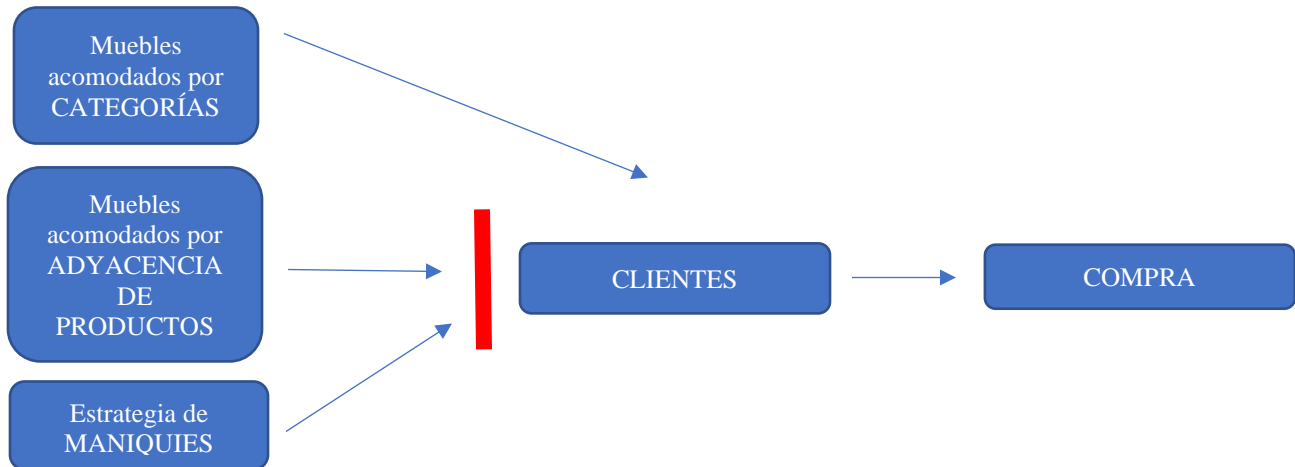 Muebles
acomodados por
CATEGORÍAS
Muebles
acomodados por
ADYACENCIA
DE
PRODUCTOS
Estrategia de
MANIQUIES
CLIENTES
COMPRA